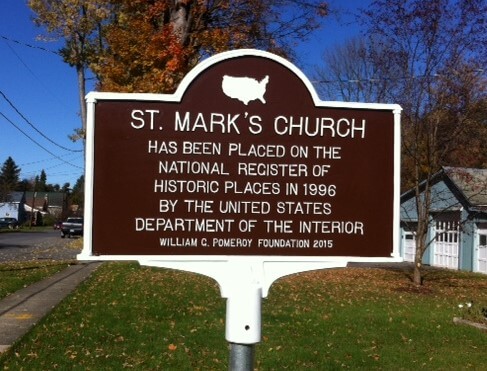 ST. MARK'S CHURCH
HAS BEEN PLACED ON THE
NATIONAL REGISTER OF
HISTORIC PLACES IN 1996
BY THE UNITED STATES
DEPARTMENT OF THE INTERIOR
WILLIAM G. POMEROY FOUNDATION 2015